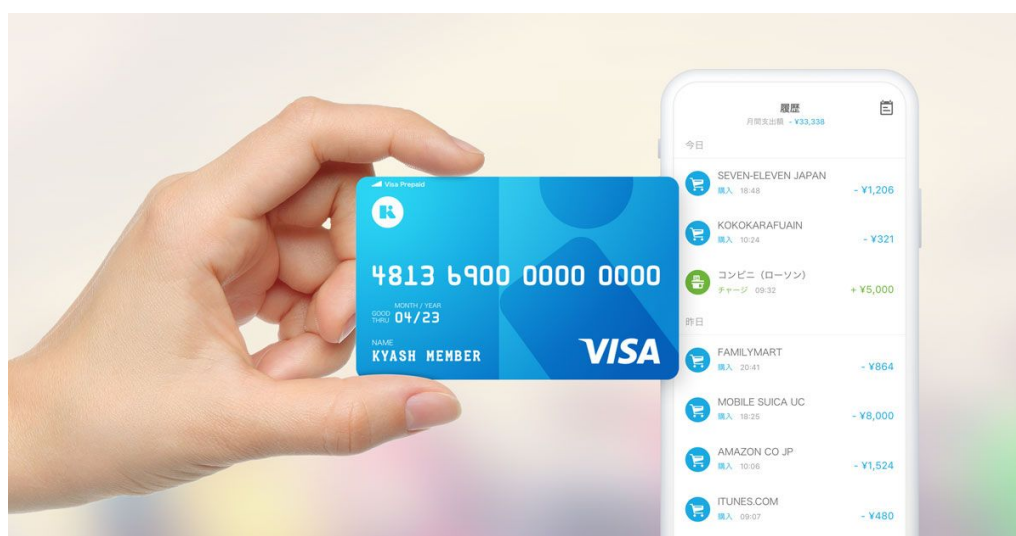 Visa Prepaid
K
4813 6900 0000 0000
MONTH / YEAR
GOOD THRU 04/23
NAME
KYASH MEMBER
VISA
履歴
月間支出額 - ¥33,338
今日
SEVEN-ELEVEN JAPAN
購入 16:48 - ¥1,206
KOKOKARAFUAIN
購入 10:24 - ¥321
コンビニ（ローソン）
チャージ 09:32 + ¥5,000
昨日
FAMILYMART
購入 20:41 - ¥864
MOBILE SUICA UC
購入 18:25 - ¥8,000
AMAZON CO JP
購入 10:06 - ¥1,524
ITUNES.COM
購入 09:07 - ¥480